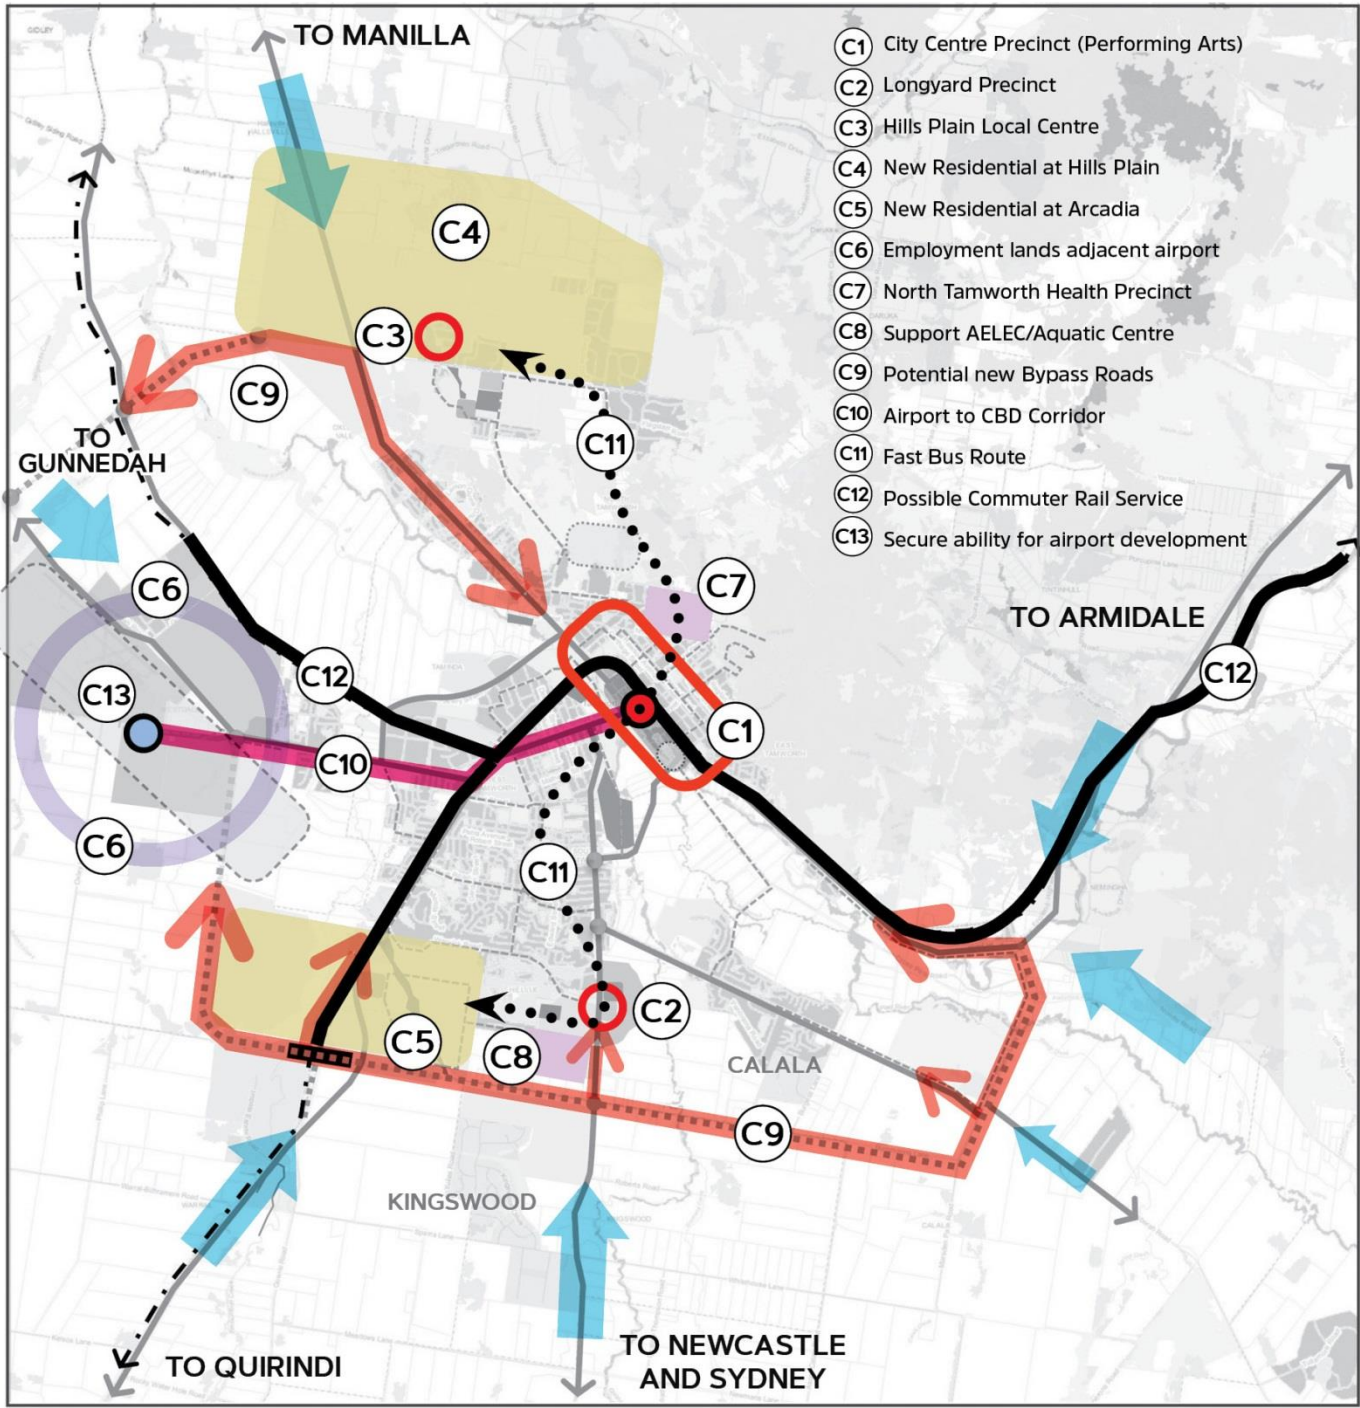 TO MANILLA
C1 City Centre Precinct (Performing Arts)
C2 Longyard Precinct
C3 Hills Plain Local Centre
C4 New Residential at Hills Plain
C5 New Residential at Arcadia
C6 Employment lands adjacent airport
C7 North Tamworth Health Precinct
C8 Support AELEC/Aquatic Centre
C9 Potential new Bypass Roads
C10 Airport to CBD Corridor
C11 Fast Bus Route
C12 Possible Commuter Rail Service
C13 Secure ability for airport development
C4
C3
C9
C11
TO
GUNNEDAH
C6
C7
TO ARMIDALE
C12
C12
C13
C1
C10
C6
C11
C2
C5
C8
CALALA
C9
KINGSWOOD
TO QUIRINDI
TO NEWCASTLE
AND SYDNEY